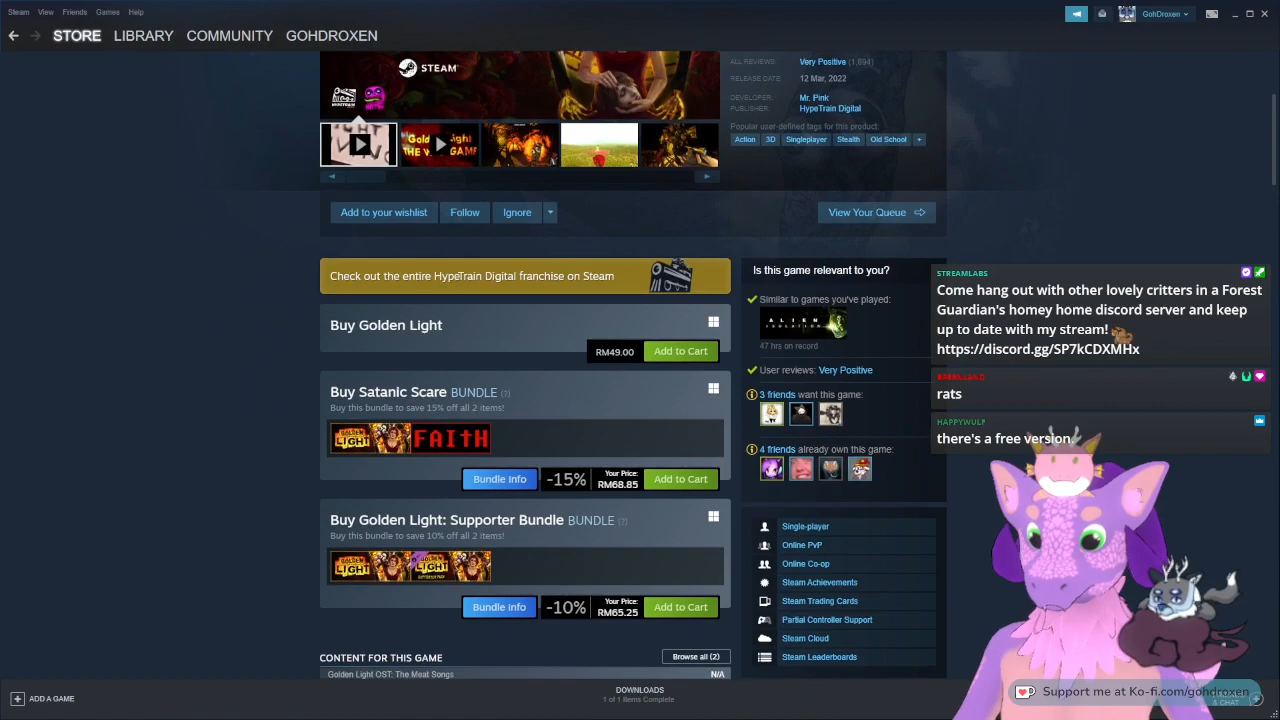 Steam View Friends Games Help
GohDroxen
STORE LIBRARY COMMUNITY GOHDROXEN
STEAM
ALL REVIEWS: Very Positive (1,694)
RELEASE DATE: 12 Mar, 2022
DEVELOPER: Mr. Pink
PUBLISHER: HypeTrain Digital
Popular user-defined tags for this product:
Action 3D Singleplayer Stealth Old School +
Add to your wishlist Follow Ignore View Your Queue
Check out the entire HypeTrain Digital franchise on Steam
Buy Golden Light
RM49.00 Add to Cart
Buy Satanic Scare BUNDLE (?)
Buy this bundle to save 15% off all 2 items!
GOLDEN LIGHT FAITH
Bundle Info -15% Your Price: RM68.85 Add to Cart
Buy Golden Light: Supporter Bundle BUNDLE (?)
Buy this bundle to save 10% off all 2 items!
GOLDEN LIGHT GOLDEN LIGHT
Bundle Info -10% Your Price: RM65.25 Add to Cart
CONTENT FOR THIS GAME Browse all (2)
Golden Light OST: The Meat Songs N/A
Is this game relevant to you?
Similar to games you've played:
ALIEN ISOLATION
47 hrs on record
User reviews: Very Positive
3 friends want this game:
4 friends already own this game:
Single-player
Online PvP
Online Co-op
Steam Achievements
Steam Trading Cards
Partial Controller Support
Steam Cloud
Steam Leaderboards
STREAMLABS
Come hang out with other lovely critters in a Forest
Guardian's homey home discord server and keep
up to date with my stream!
https://discord.gg/SP7kCDXMHx
rats
HAPPYWULF
there's a free version
ADD A GAME
DOWNLOADS
1 of 1 Items Complete
Support me at Ko-fi.com/gohdroxen
& CHAT